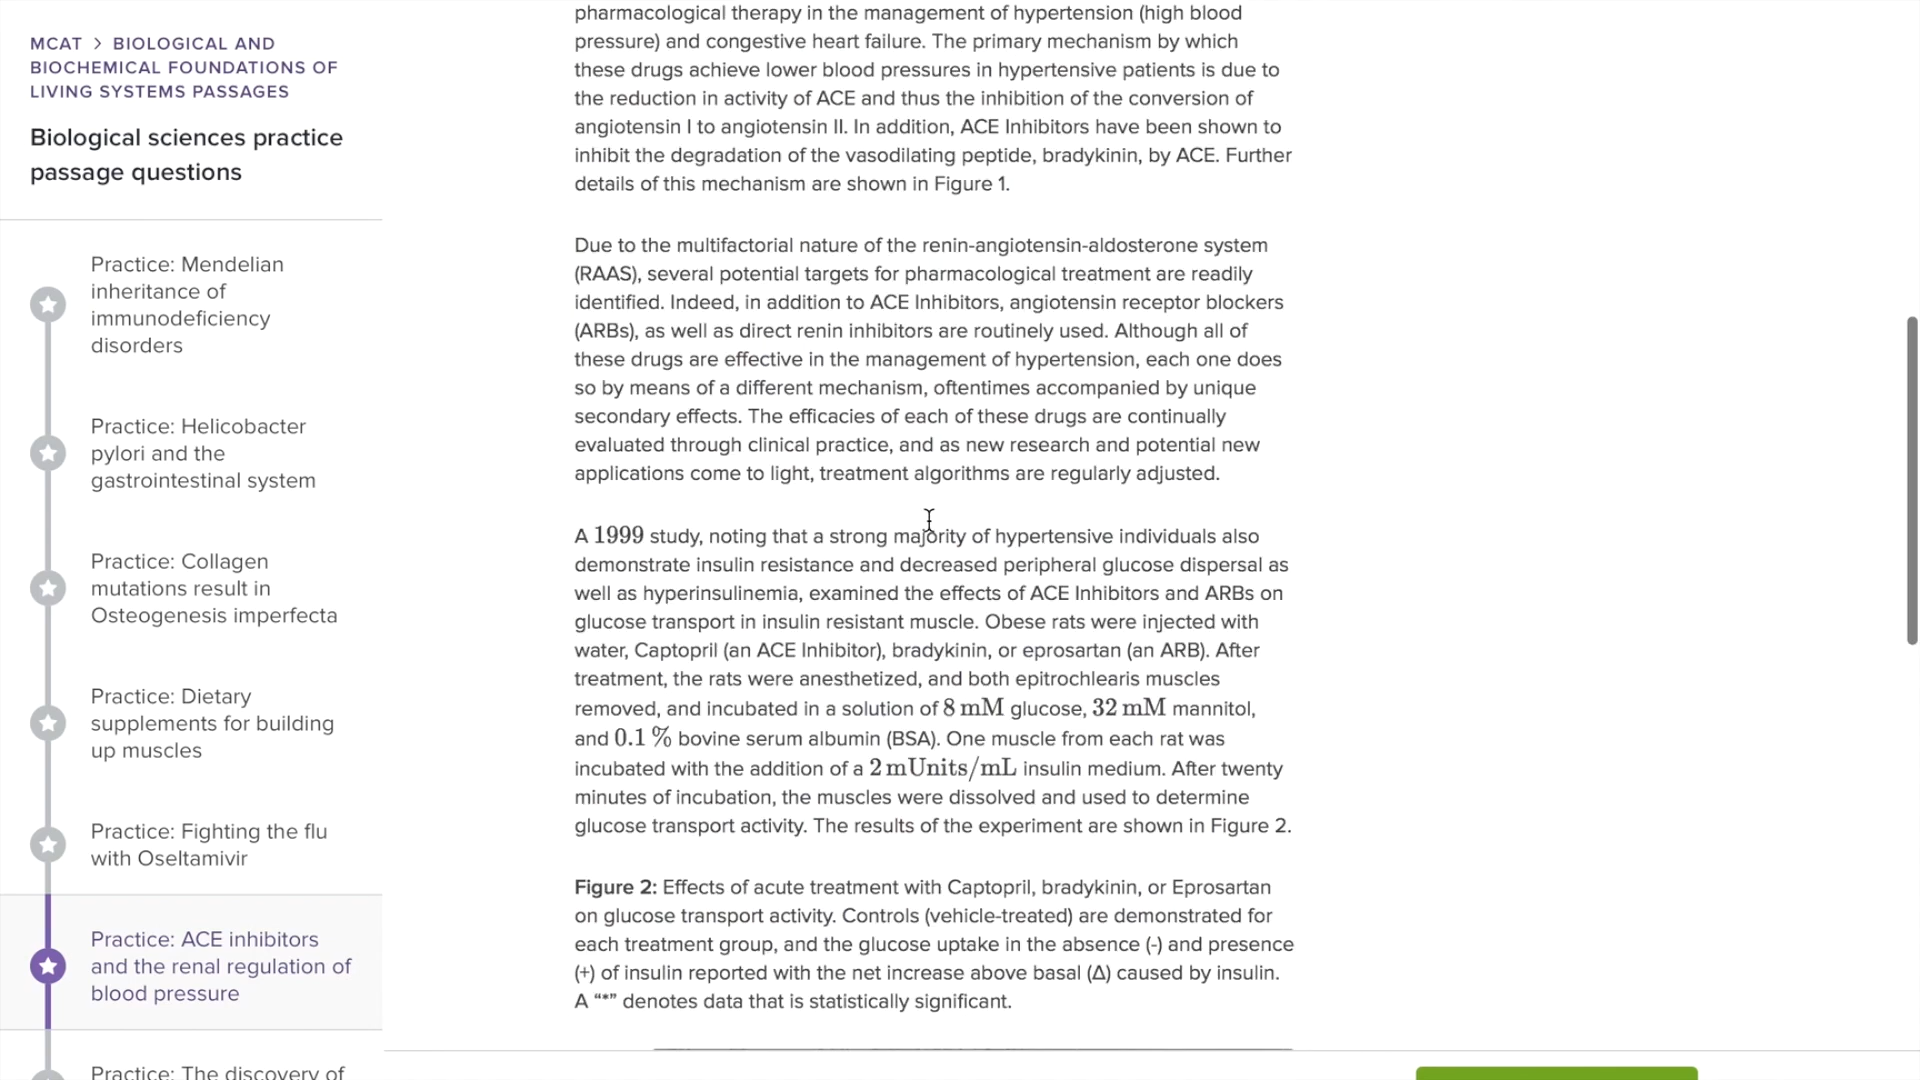 MCAT > BIOLOGICAL AND
BIOCHEMICAL FOUNDATIONS OF
LIVING SYSTEMS PASSAGES
Biological sciences practice
passage questions
Practice: Mendelian
inheritance of
immunodeficiency
disorders
Practice: Helicobacter
pylori and the
gastrointestinal system
Practice: Collagen
mutations result in
Osteogenesis imperfecta
Practice: Dietary
supplements for building
up muscles
Practice: Fighting the flu
with Oseltamivir
Practice: ACE inhibitors
and the renal regulation of
blood pressure
Practice: The discovery of
pharmacological therapy in the management of hypertension (high blood
pressure) and congestive heart failure. The primary mechanism by which
these drugs achieve lower blood pressures in hypertensive patients is due to
the reduction in activity of ACE and thus the inhibition of the conversion of
angiotensin I to angiotensin II. In addition, ACE Inhibitors have been shown to
inhibit the degradation of the vasodilating peptide, bradykinin, by ACE. Further
details of this mechanism are shown in Figure 1.
Due to the multifactorial nature of the renin-angiotensin-aldosterone system
(RAAS), several potential targets for pharmacological treatment are readily
identified. Indeed, in addition to ACE Inhibitors, angiotensin receptor blockers
(ARBs), as well as direct renin inhibitors are routinely used. Although all of
these drugs are effective in the management of hypertension, each one does
so by means of a different mechanism, oftentimes accompanied by unique
secondary effects. The efficacies of each of these drugs are continually
evaluated through clinical practice, and as new research and potential new
applications come to light, treatment algorithms are regularly adjusted.
A 1999 study, noting that a strong majority of hypertensive individuals also
demonstrate insulin resistance and decreased peripheral glucose dispersal as
well as hyperinsulinemia, examined the effects of ACE Inhibitors and ARBs on
glucose transport in insulin resistant muscle. Obese rats were injected with
water, Captopril (an ACE Inhibitor), bradykinin, or eprosartan (an ARB). After
treatment, the rats were anesthetized, and both epitrochlearis muscles
removed, and incubated in a solution of 8 mM glucose, 32 mM mannitol,
and 0.1 % bovine serum albumin (BSA). One muscle from each rat was
incubated with the addition of a 2 mUnits/mL insulin medium. After twenty
minutes of incubation, the muscles were dissolved and used to determine
glucose transport activity. The results of the experiment are shown in Figure 2.
Figure 2: Effects of acute treatment with Captopril, bradykinin, or Eprosartan
on glucose transport activity. Controls (vehicle-treated) are demonstrated for
each treatment group, and the glucose uptake in the absence (-) and presence
(+) of insulin reported with the net increase above basal (Δ) caused by insulin.
A “*” denotes data that is statistically significant.